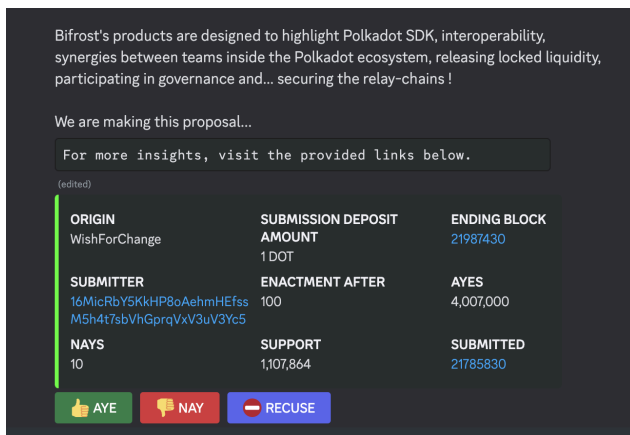 Bifrost's products are designed to highlight Polkadot SDK, interoperability,
synergies between teams inside the Polkadot ecosystem, releasing locked liquidity,
participating in governance and... securing the relay-chains !
We are making this proposal...
For more insights, visit the provided links below.
(edited)
ORIGIN
WishForChange
SUBMISSION DEPOSIT
AMOUNT
1 DOT
ENDING BLOCK
21987430
SUBMITTER
16MicRbY5KkHP8oAehmHEfss
M5h4t7sbVhGprqVxV3uV3Yc5
ENACTMENT AFTER
100
AYES
4,007,000
NAYS
10
SUPPORT
1,107,864
SUBMITTED
21785830
👍 AYE
👎 NAY
⛔ RECUSE